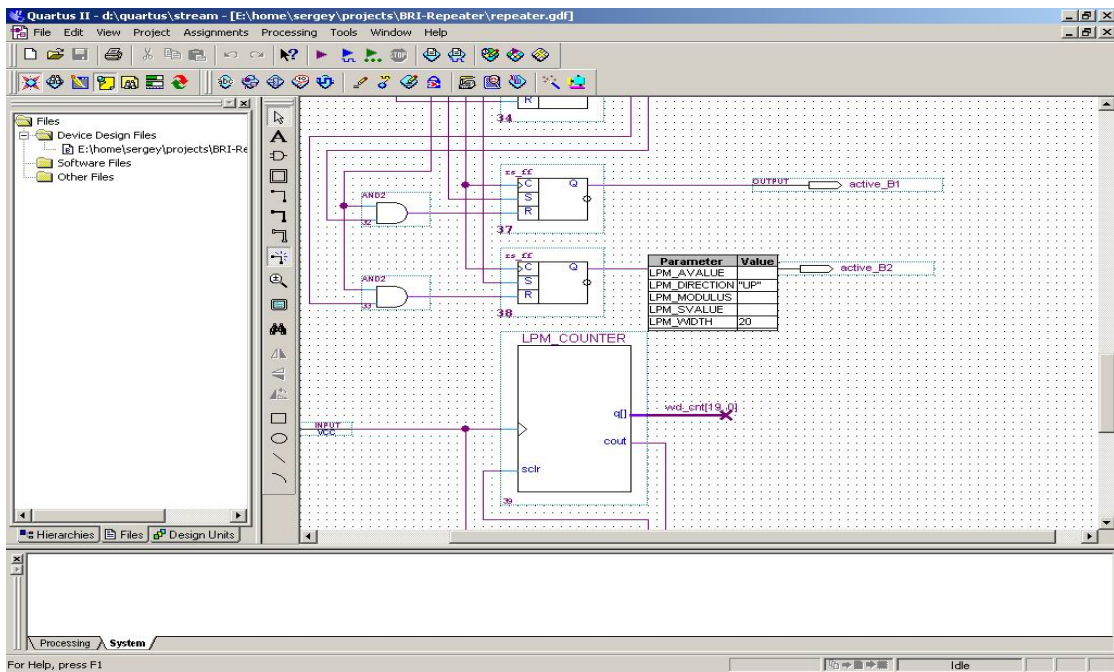 Quartus II - d:\quartus\stream - [E:\home\sergey\projects\BRI-Repeater\repeater.gdf]
File Edit View Project Assignments Processing Tools Window Help
Files
Device Design Files
E:\home\sergey\projects\BRI-Re
Software Files
Other Files
Hierarchies Files Design Units
R
34
rs_ff
C Q
S
R
37
AND2
32
OUTPUT active_B1
rs_ff
C Q
S
R
38
AND2
33
active_B2
Parameter Value
LPM_AVALUE
LPM_DIRECTION "UP"
LPM_MODULUS
LPM_SVALUE
LPM_WIDTH 20
LPM_COUNTER
q[] wd_cnt[19..0]
cout
sclr
39
INPUT
VCC
Processing System
For Help, press F1
Idle